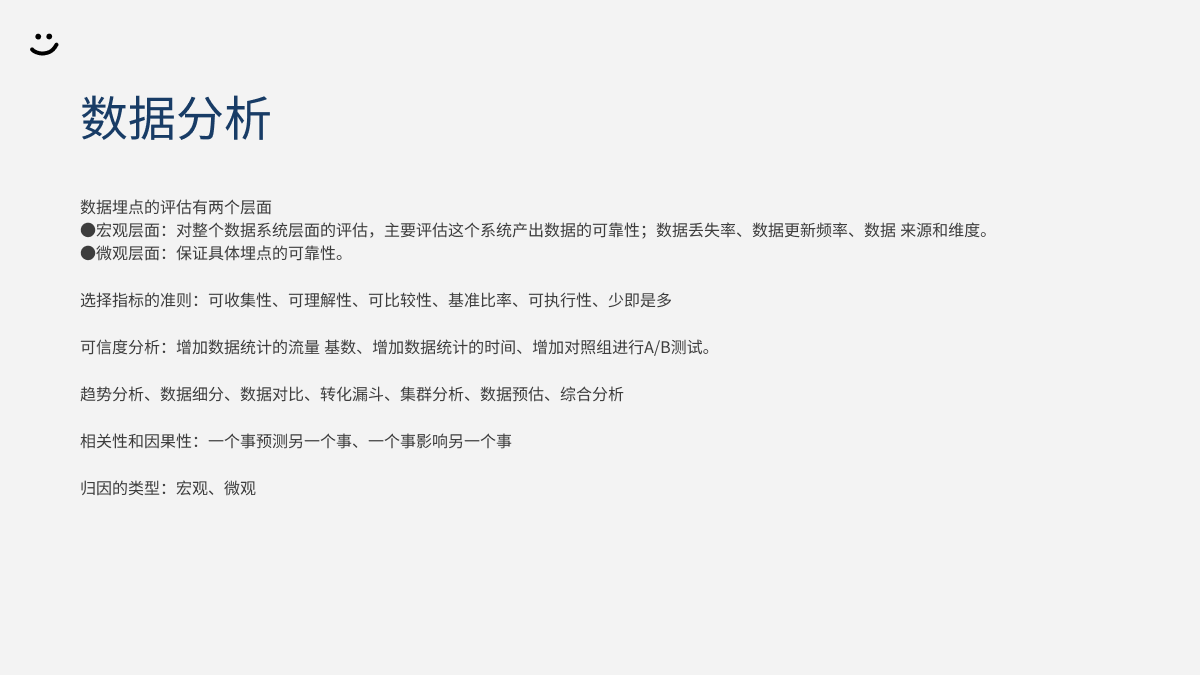 数据分析
数据埋点的评估有两个层面
●宏观层面：对整个数据系统层面的评估，主要评估这个系统产出数据的可靠性；数据丢失率、数据更新频率、数据 来源和维度。
●微观层面：保证具体埋点的可靠性。
选择指标的准则：可收集性、可理解性、可比较性、基准比率、可执行性、少即是多
可信度分析：增加数据统计的流量 基数、增加数据统计的时间、增加对照组进行A/B测试。
趋势分析、数据细分、数据对比、转化漏斗、集群分析、数据预估、综合分析
相关性和因果性：一个事预测另一个事、一个事影响另一个事
归因的类型：宏观、微观